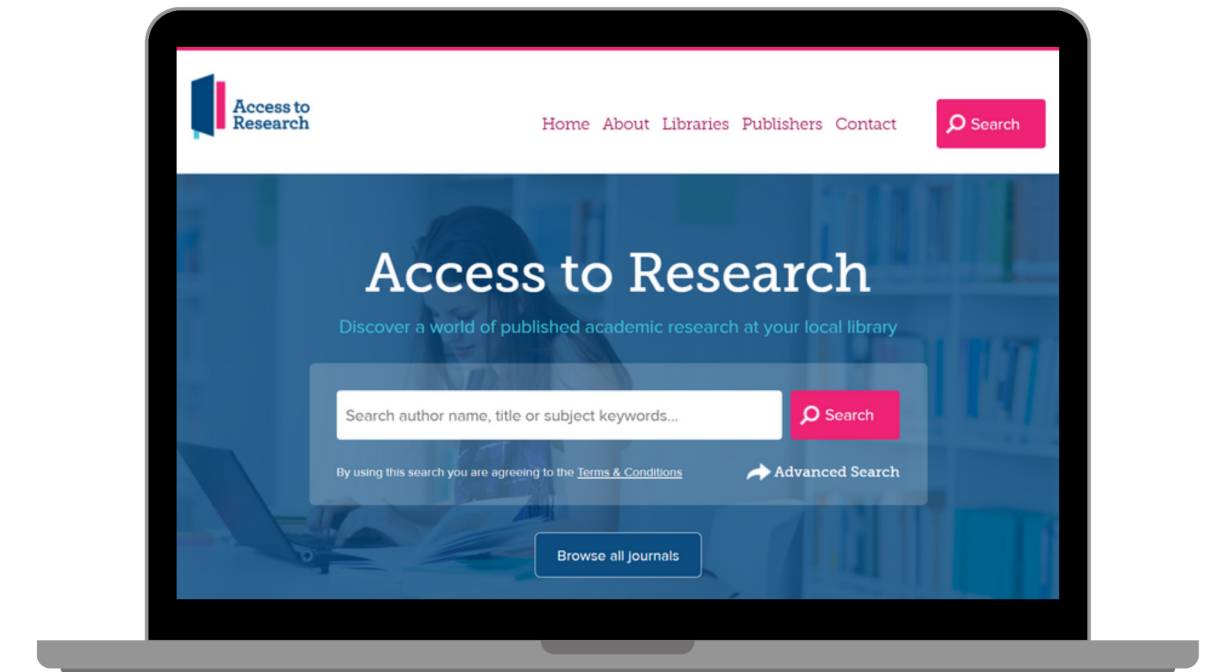 Access to
Research
Home About Libraries Publishers Contact
Search
Access to Research
Discover a world of published academic research at your local library
Search author name, title or subject keywords...
Search
By using this search you are agreeing to the Terms & Conditions
Advanced Search
Browse all journals